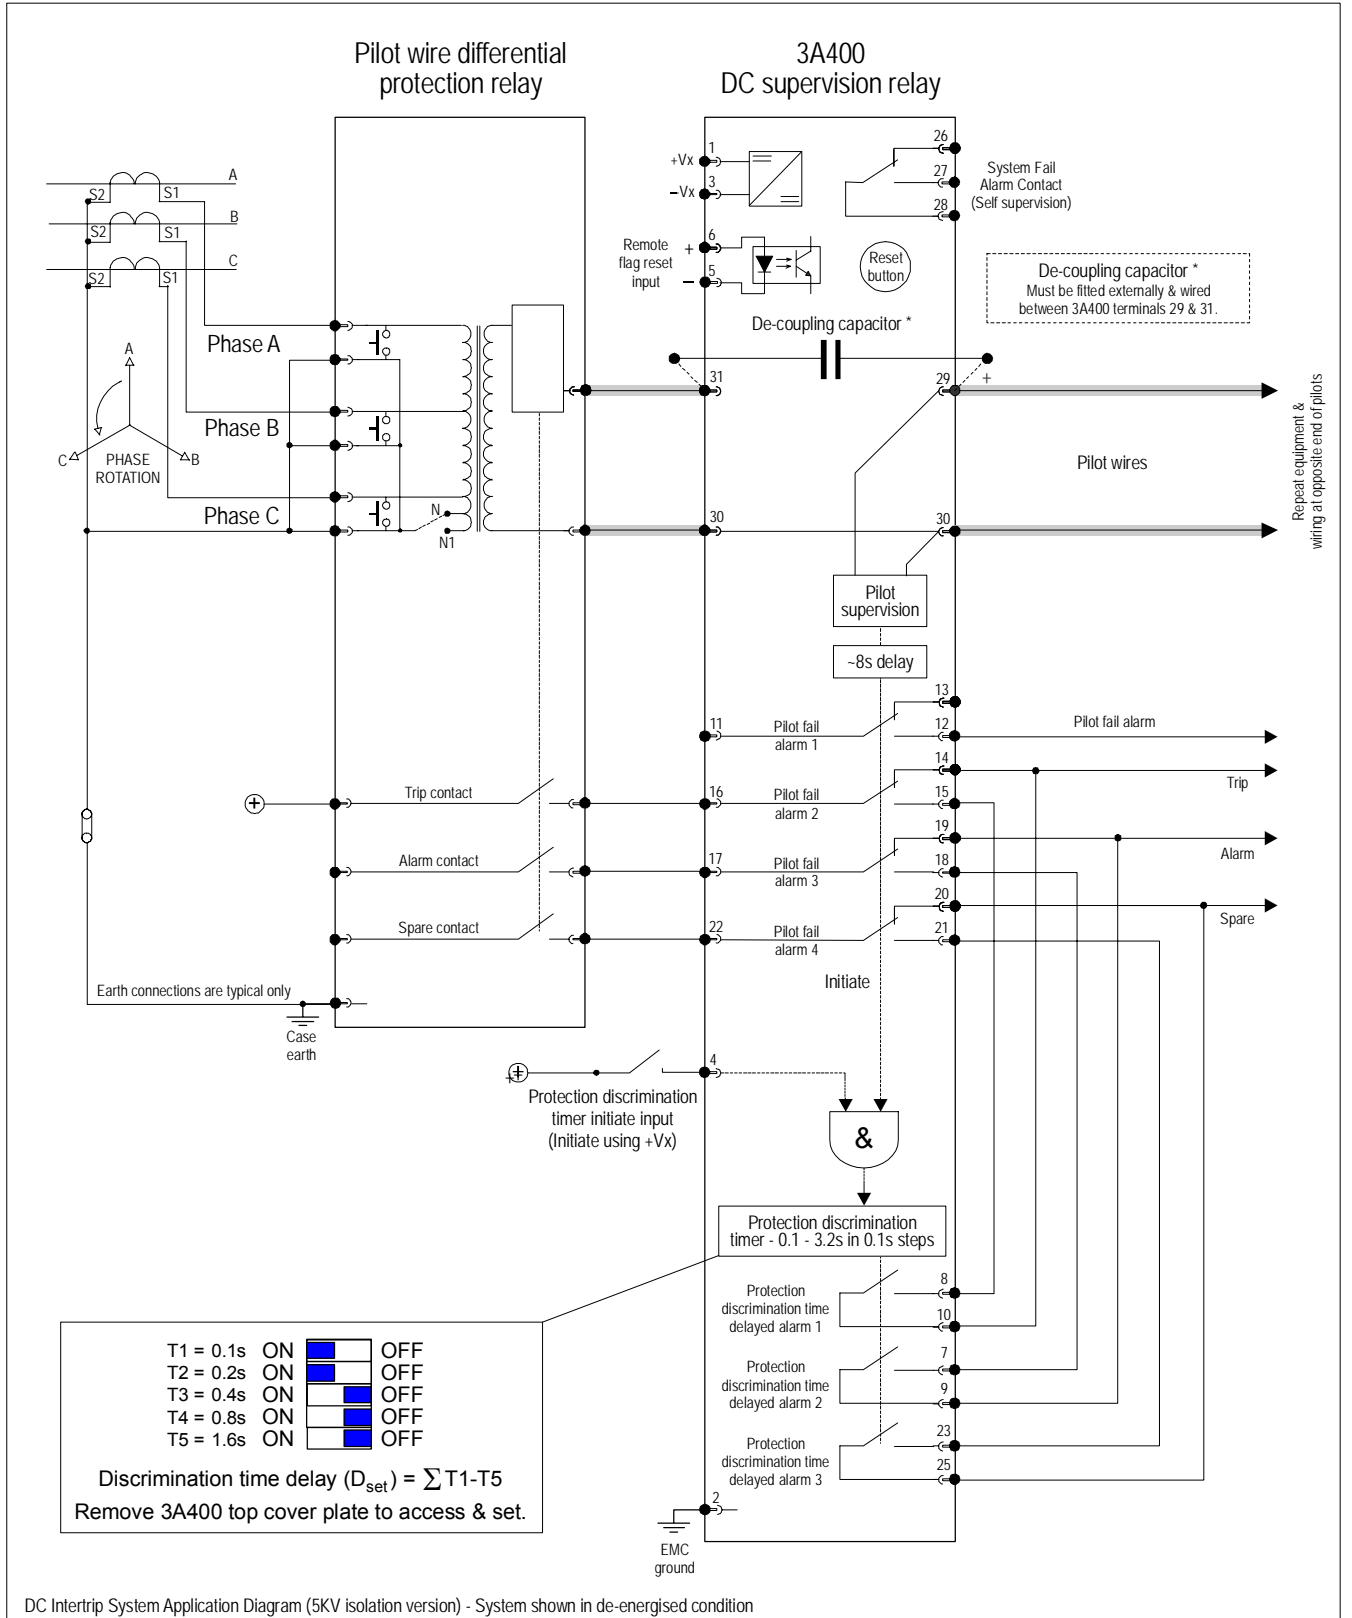 Pilot wire differential
protection relay
3A400
DC supervision relay
1
+Vx
3
−Vx
26
27
28
System Fail
Alarm Contact
(Self supervision)
A
S2
S1
B
S2
S1
C
S2
S1
Remote
flag reset
input
6
+
5
−
Reset
button
De-coupling capacitor *
Must be fitted externally & wired
between 3A400 terminals 29 & 31.
De-coupling capacitor *
+
31
29
Phase A
Phase B
Phase C
A
C
B
PHASE
ROTATION
N
N1
30
30
Pilot wires
Repeat equipment &
wiring at opposite end of pilots
Pilot
supervision
~8s delay
13
11
Pilot fail
alarm 1
12
Pilot fail alarm
14
Trip
Trip contact
16
Pilot fail
alarm 2
15
19
Alarm
Alarm contact
17
Pilot fail
alarm 3
18
20
Spare
Spare contact
22
Pilot fail
alarm 4
21
Initiate
Earth connections are typical only
Case
earth
+
4
Protection discrimination
timer initiate input
(Initiate using +Vx)
&
Protection discrimination
timer - 0.1 - 3.2s in 0.1s steps
Protection
discrimination time
delayed alarm 1
8
10
Protection
discrimination time
delayed alarm 2
7
9
Protection
discrimination time
delayed alarm 3
23
25
2
EMC
ground
T1 = 0.1s ON OFF
T2 = 0.2s ON OFF
T3 = 0.4s ON OFF
T4 = 0.8s ON OFF
T5 = 1.6s ON OFF
Discrimination time delay (Dset) = ∑T1-T5
Remove 3A400 top cover plate to access & set.
DC Intertrip System Application Diagram (5KV isolation version) - System shown in de-energised condition